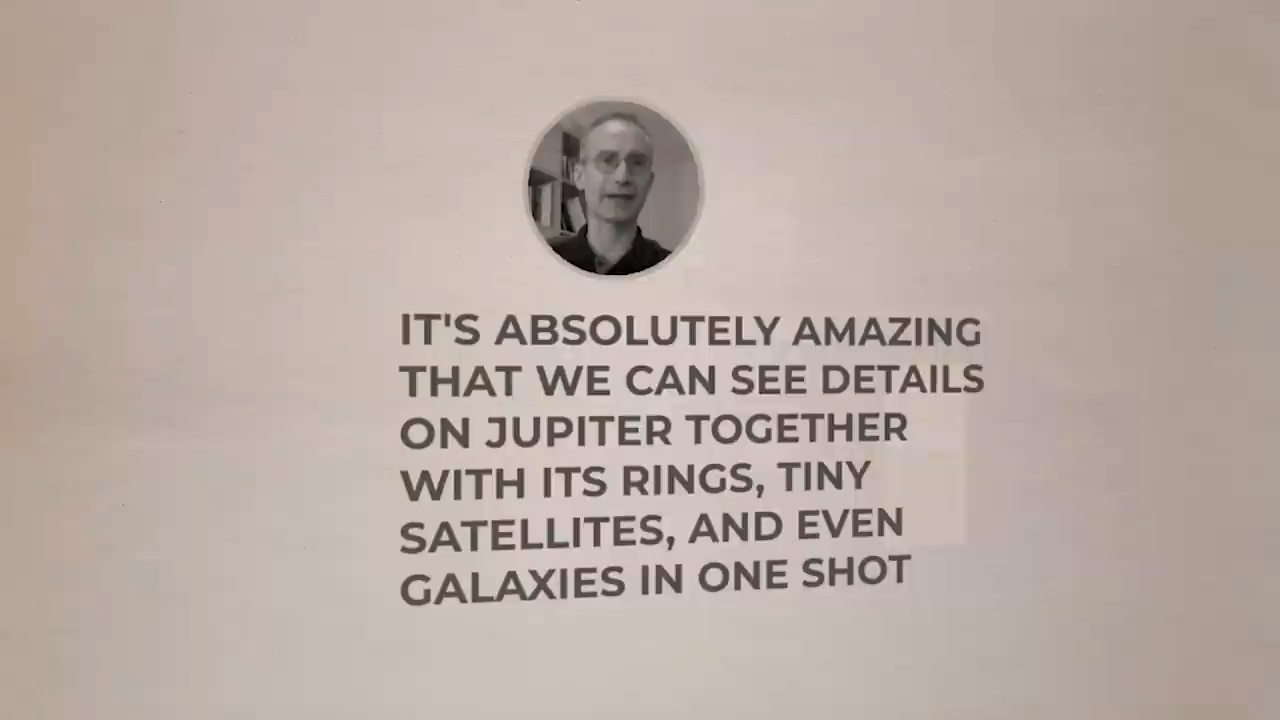 IT'S ABSOLUTELY AMAZING
THAT WE CAN SEE DETAILS
ON JUPITER TOGETHER
WITH ITS RINGS, TINY
SATELLITES, AND EVEN
GALAXIES IN ONE SHOT